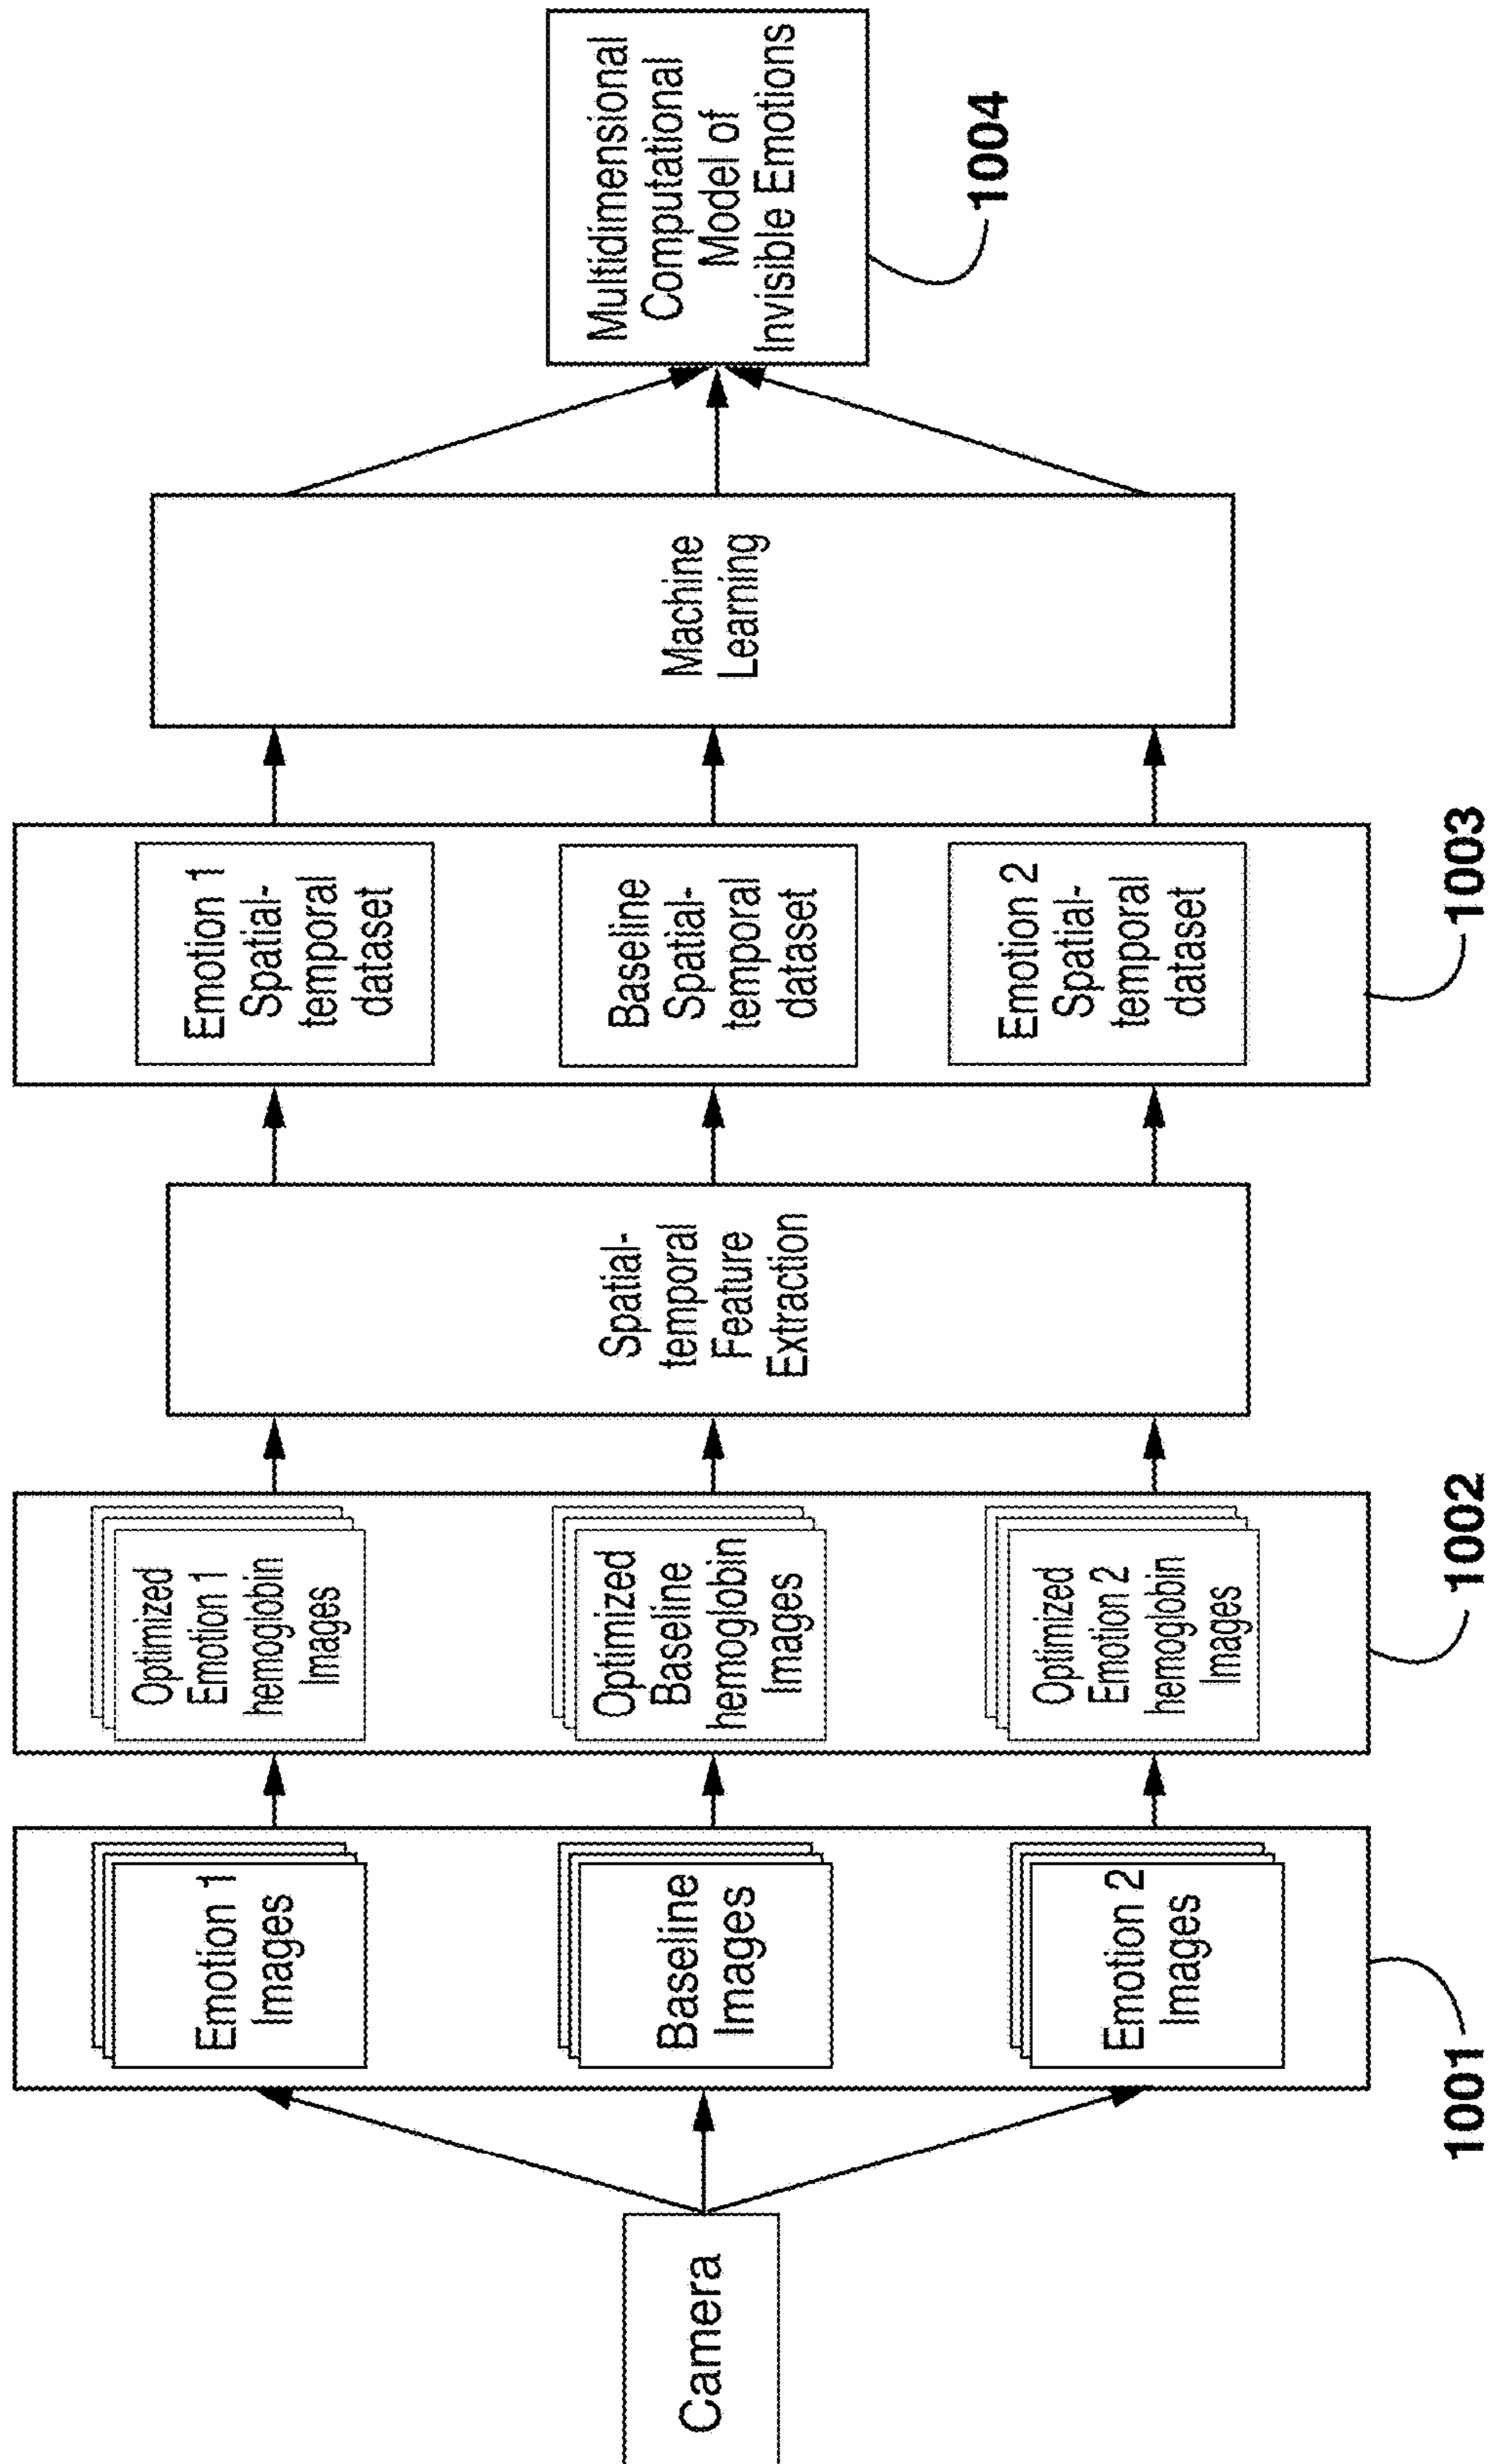 Camera
Emotion 1
Images
Baseline
Images
Emotion 2
Images
1001
Optimized
Emotion 1
hemoglobin
Images
Optimized
Baseline
hemoglobin
Images
Optimized
Emotion 2
hemoglobin
Images
1002
Spatial-
temporal
Feature
Extraction
Emotion 1
Spatial-
temporal
dataset
Baseline
Spatial-
temporal
dataset
Emotion 2
Spatial-
temporal
dataset
1003
Machine
Learning
Multidimensional
Computational
Model of
Invisible Emotions
1004